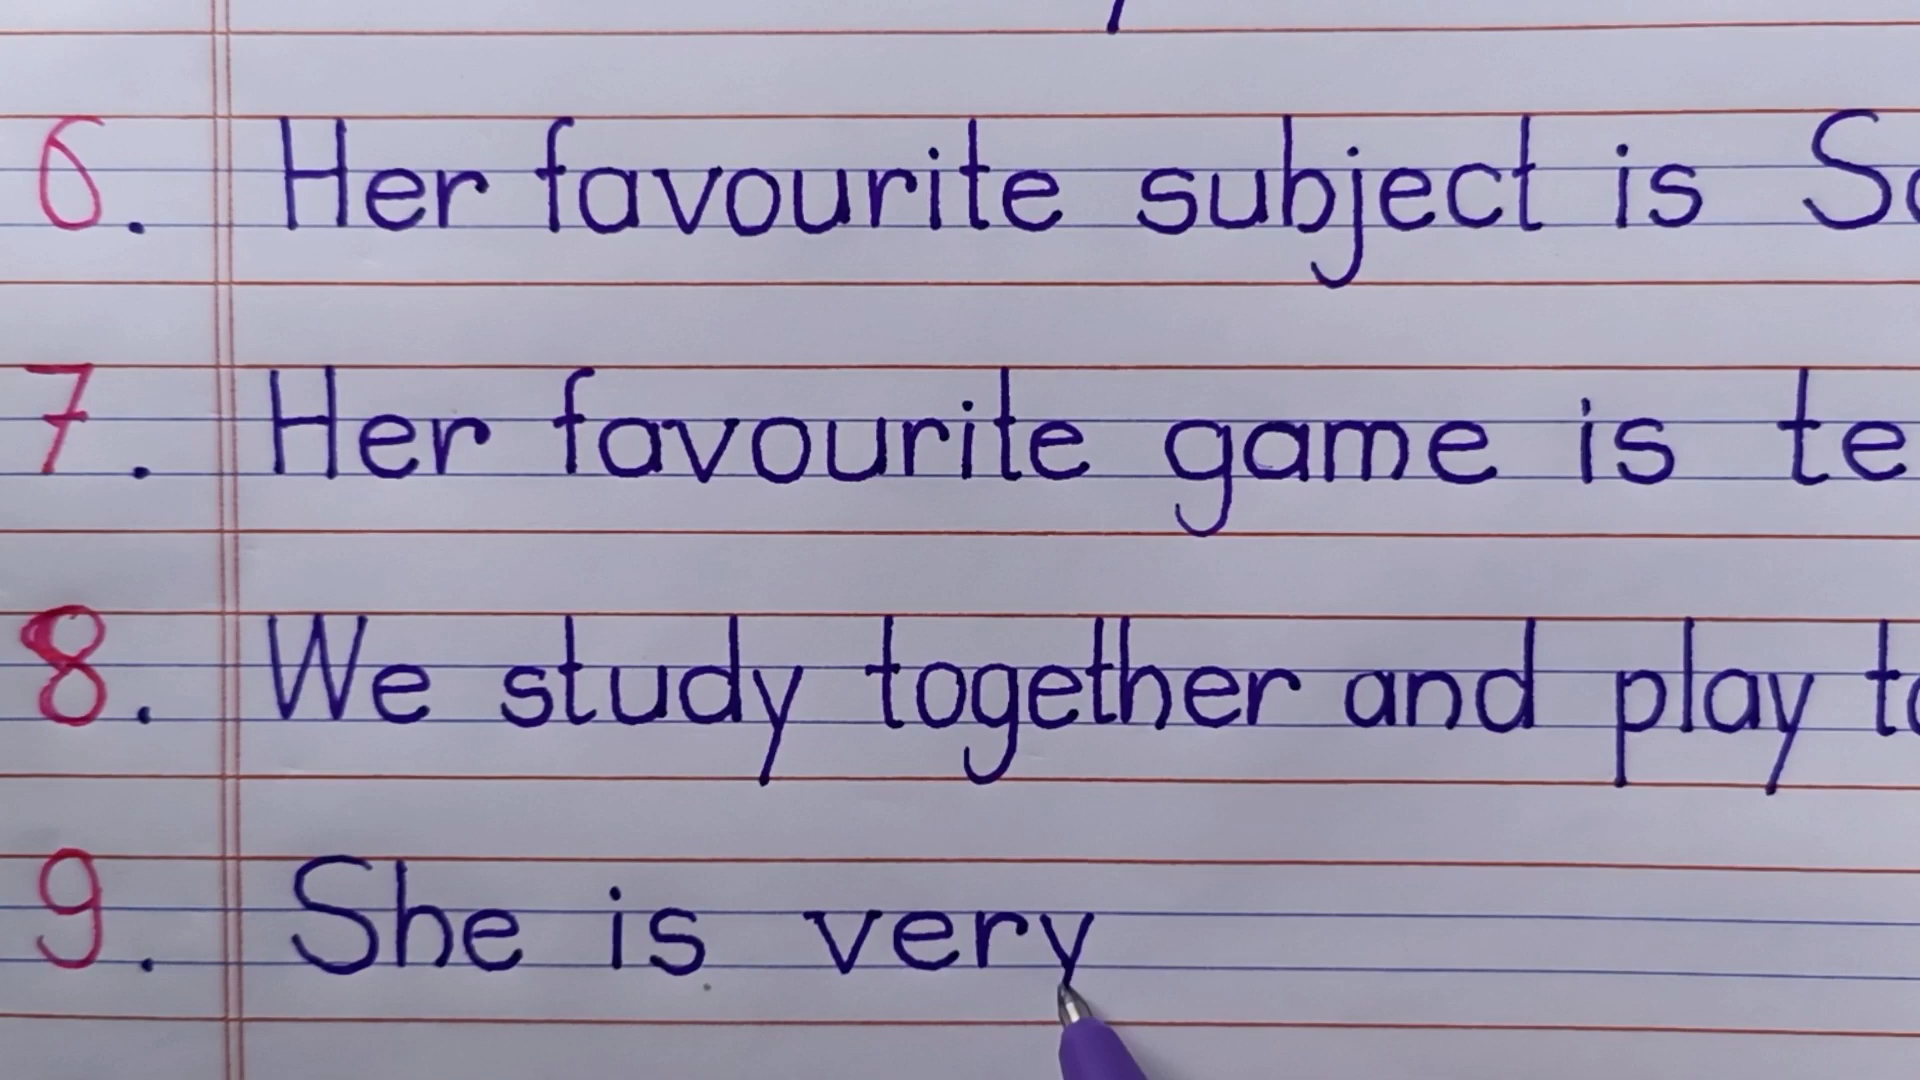 6. Her favourite subject is
7. Her favourite game is
8. We study together and play
9. She is very